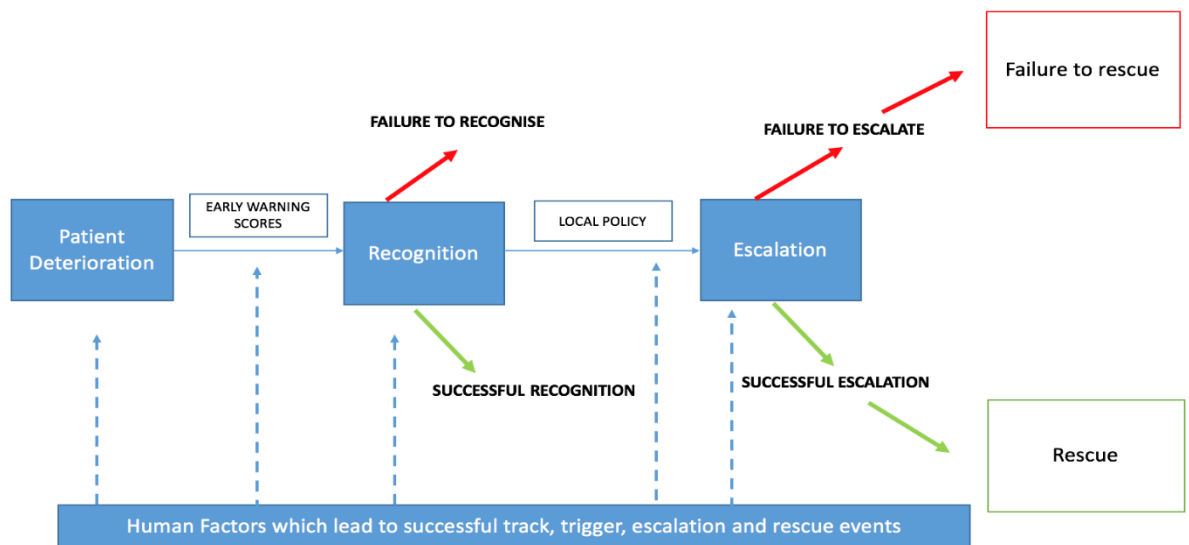 Failure to rescue
FAILURE TO RECOGNISE
FAILURE TO ESCALATE
EARLY WARNING
SCORES
LOCAL POLICY
Patient
Deterioration
Recognition
Escalation
SUCCESSFUL RECOGNITION
SUCCESSFUL ESCALATION
Rescue
Human Factors which lead to successful track, trigger, escalation and rescue events